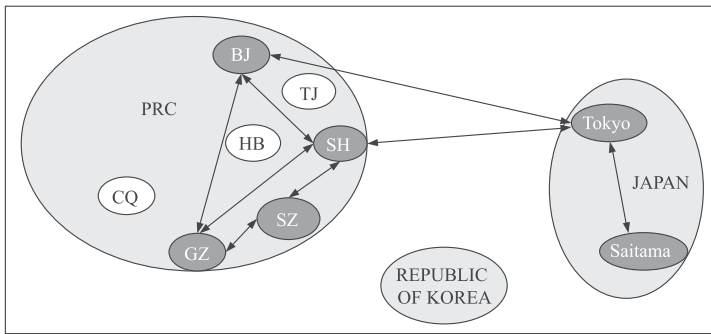 BJ
TJ
PRC
Tokyo
HB
SH
JAPAN
CQ
SZ
GZ
Saitama
REPUBLIC
OF KOREA